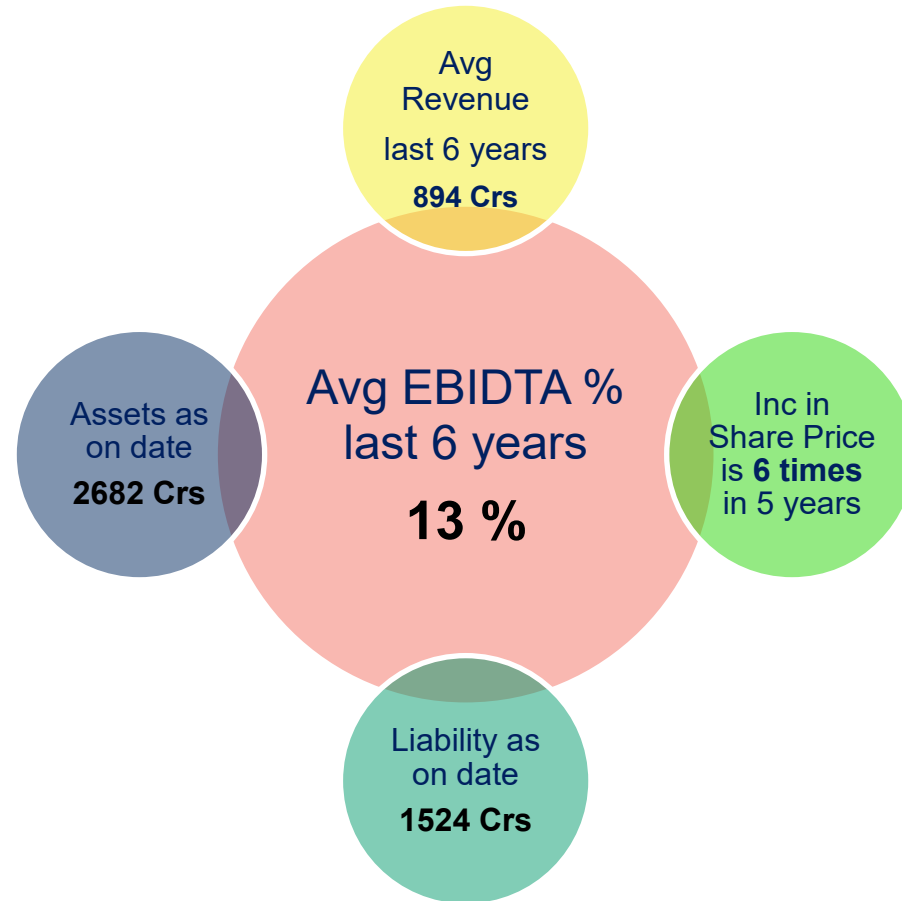 Avg
Revenue
last 6 years
894 Crs
Avg EBIDTA %
last 6 years
13 %
Assets as
on date
2682 Crs
Inc in
Share Price
is 6 times
in 5 years
Liability as
on date
1524 Crs